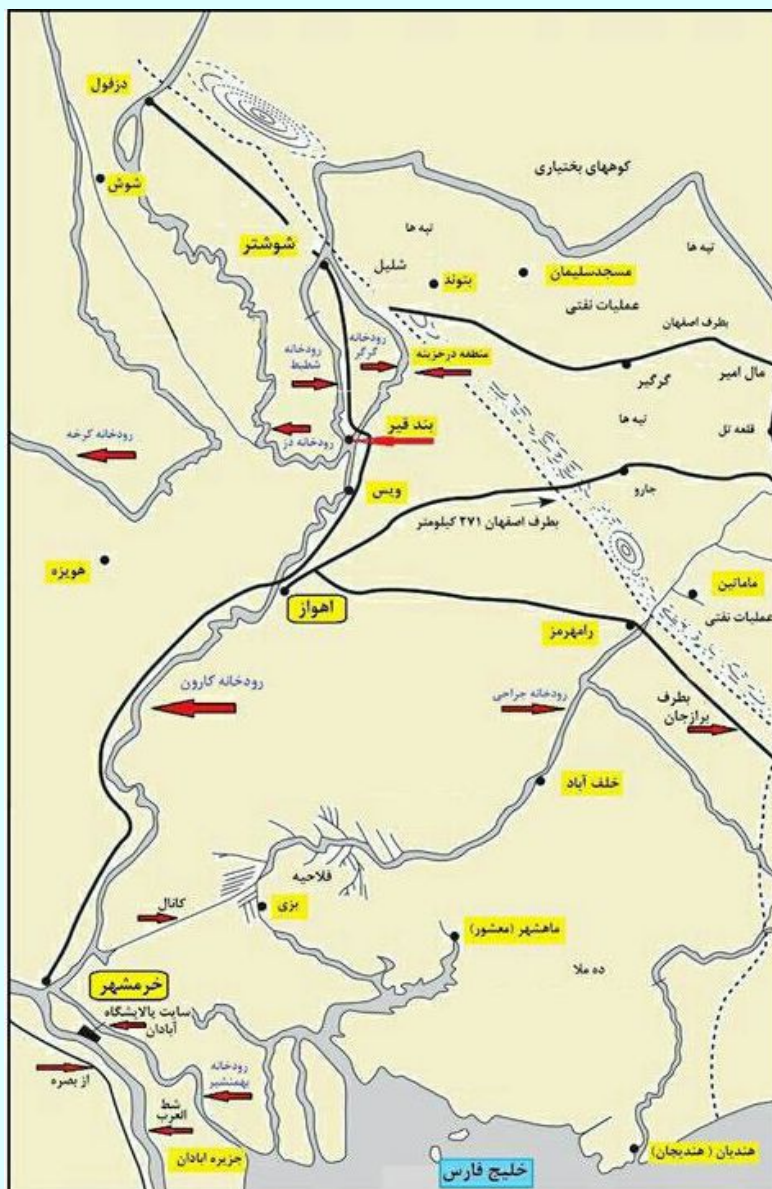 دزفول
شوش
کوههای بختیاری
تپه ها
تپه ها
شوشتر
شلیل
بتوند
مسجدسلیمان
عملیات نفتی
بطرف اصفهان
رودخانه
گرگر
رودخانه
شطیط
منطقه درخزینه
گرگیر
مال امیر
تپه ها
قلعه تل
بند قیر
رودخانه دز
رودخانه کرخه
ویس
جارو
بطرف اصفهان ۲۷۱ کیلومتر
هویزه
اهواز
ماماتین
عملیات نفتی
رامهرمز
رودخانه کارون
رودخانه جراحی
بطرف
برازجان
خلف آباد
فلاحیه
کانال
بزی
ماهشهر (معشور)
ده ملا
خرمشهر
سایت پالایشگاه
آبادان
از بصره
رودخانه
بهمنشیر
شط
العرب
جزیره ابادان
خلیج فارس
هندیان ( هندیجان)